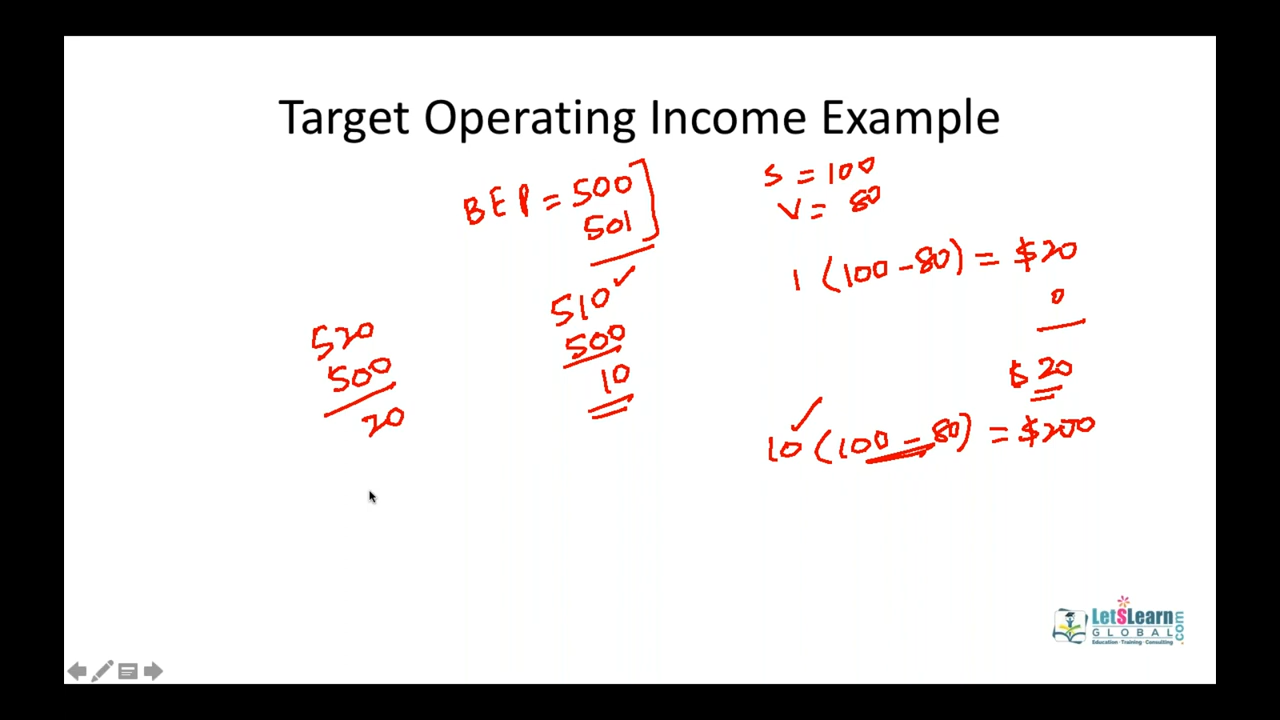 Target Operating Income Example
BEP = 500
501
510 ✓
500
10
520
500
20
S = 100
V = 80
1 (100 - 80) = $20
0
$20
10 (100 - 80) = $200
LetSLearn
GLOBAL.com
Education Training Consulting